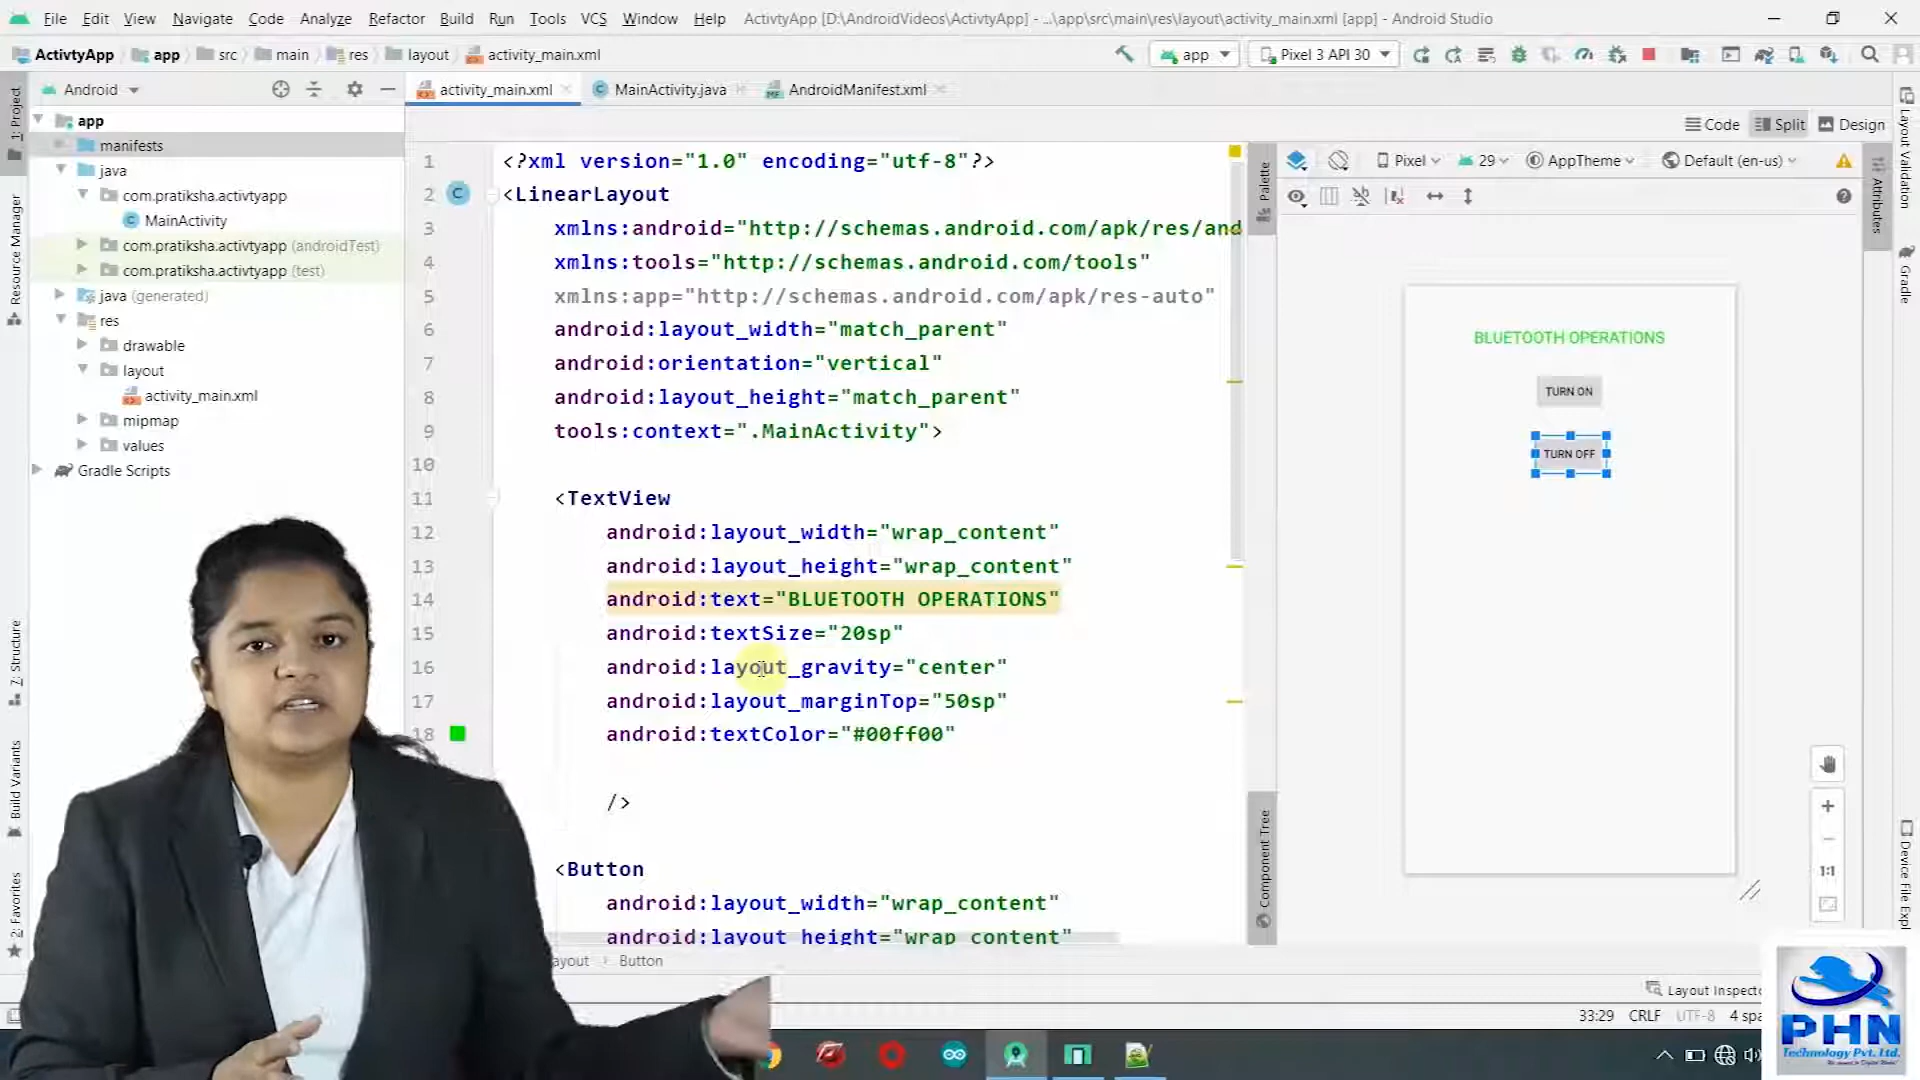 File Edit View Navigate Code Analyze Refactor Build Run Tools VCS Window Help ActivtyApp [D:\AndroidVideos\ActivtyApp] - ...\app\src\main\res\layout\activity_main.xml [app] - Android Studio
ActivtyApp app src main res layout activity_main.xml
app Pixel 3 API 30
Android
activity_main.xml MainActivity.java AndroidManifest.xml
Code Split Design
1: Project
Resource Manager
7: Structure
Build Variants
2: Favorites
app
manifests
java
com.pratiksha.activtyapp
MainActivity
com.pratiksha.activtyapp (androidTest)
com.pratiksha.activtyapp (test)
java (generated)
res
drawable
layout
activity_main.xml
mipmap
values
Gradle Scripts
1 <?xml version="1.0" encoding="utf-8"?>
2 <LinearLayout
3 xmlns:android="http://schemas.android.com/apk/res/and
4 xmlns:tools="http://schemas.android.com/tools"
5 xmlns:app="http://schemas.android.com/apk/res-auto"
6 android:layout_width="match_parent"
7 android:orientation="vertical"
8 android:layout_height="match_parent"
9 tools:context=".MainActivity">
10
11 <TextView
12 android:layout_width="wrap_content"
13 android:layout_height="wrap_content"
14 android:text="BLUETOOTH OPERATIONS"
15 android:textSize="20sp"
16 android:layout_gravity="center"
17 android:layout_marginTop="50sp"
18 android:textColor="#00ff00"
/>
<Button
android:layout_width="wrap_content"
android:layout_height="wrap_content"
ayout Button
Palette
Component Tree
Pixel 29 AppTheme Default (en-us)
BLUETOOTH OPERATIONS
TURN ON
TURN OFF
1:1
Layout Validation
Attributes
Gradle
Device File Expl
Layout Inspecto
33:29 CRLF UTF-8 4 spa
PHN
Technology Pvt. Ltd.